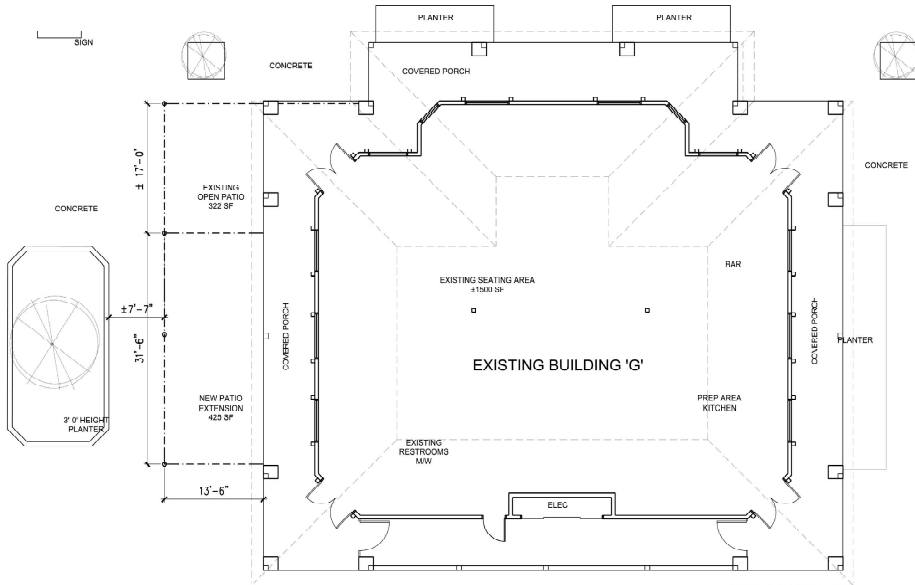 PLANTER
PLANTER
SIGN
CONCRETE
COVERED PORCH
± 17'-0"
EXISTING
OPEN PATIO
322 SF
CONCRETE
CONCRETE
BAR
EXISTING SEATING AREA
±1500 SF
±7'-7"
31'-6"
COVERED PORCH
COVERED PORCH
PLANTER
EXISTING BUILDING 'G'
NEW PATIO
EXTENSION
425 SF
PREP AREA
KITCHEN
3' 0" HEIGHT
PLANTER
EXISTING
RESTROOMS
M/W
13'-6"
ELEC